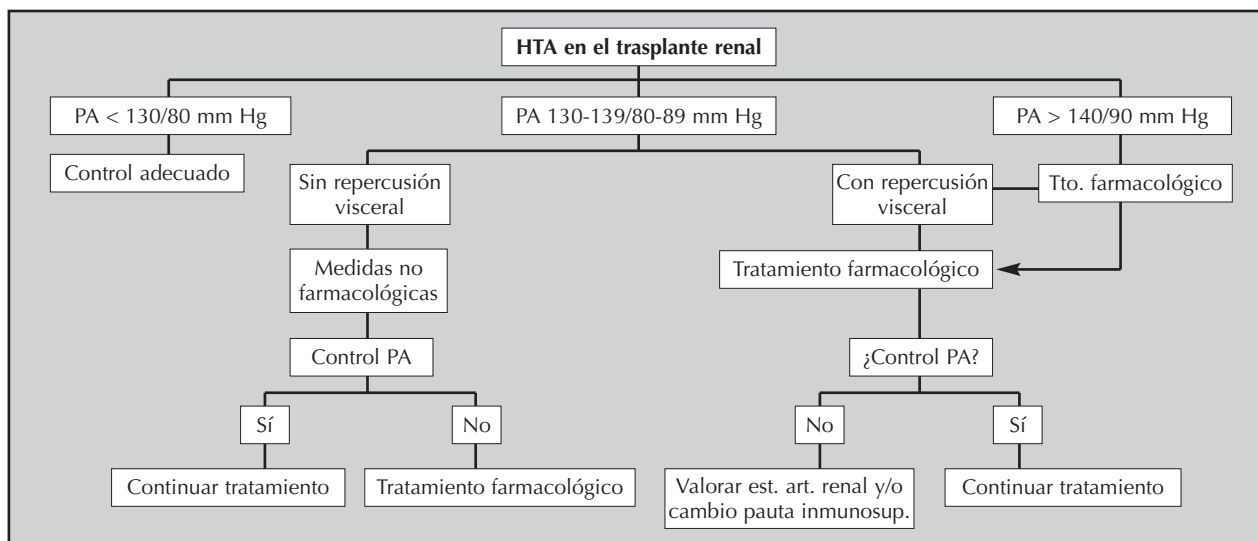 HTA en el trasplante renal
PA < 130/80 mm Hg
PA 130-139/80-89 mm Hg
PA > 140/90 mm Hg
Control adecuado
Sin repercusión
visceral
Con repercusión
visceral
Tto. farmacológico
Medidas no
farmacológicas
Tratamiento farmacológico
Control PA
¿Control PA?
Sí
No
No
Sí
Continuar tratamiento
Tratamiento farmacológico
Valorar est. art. renal y/o
cambio pauta inmunosup.
Continuar tratamiento